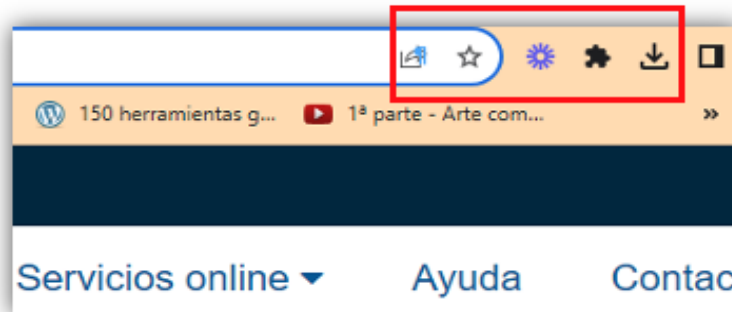 150 herramientas g... 1ª parte - Arte com... »
Servicios online Ayuda Contac